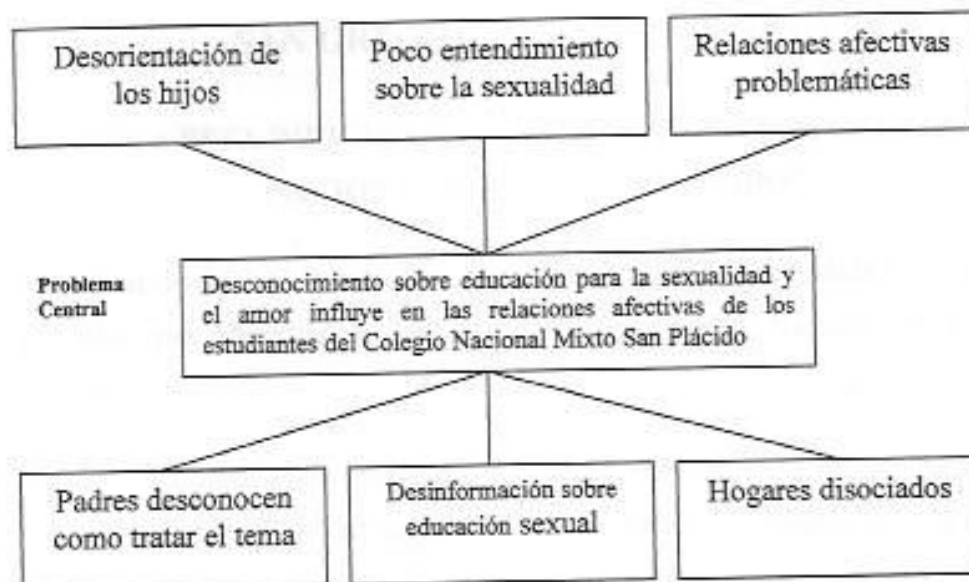 Desorientación de
los hijos
Poco entendimiento
sobre la sexualidad
Relaciones afectivas
problemáticas
Problema
Central
Desconocimiento sobre educación para la sexualidad y
el amor influye en las relaciones afectivas de los
estudiantes del Colegio Nacional Mixto San Plácido
Padres desconocen
como tratar el tema
Desinformación sobre
educación sexual
Hogares disociados